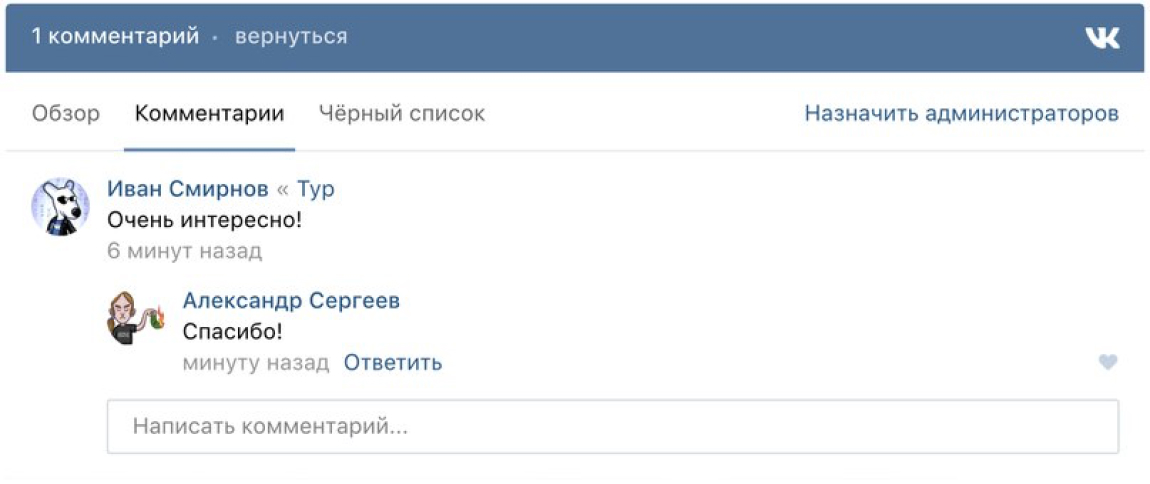 1 комментарий · вернуться
Обзор Комментарии Чёрный список Назначить администраторов
Иван Смирнов « Тур
Очень интересно!
6 минут назад
Александр Сергеев
Спасибо!
минуту назад Ответить
Написать комментарий...